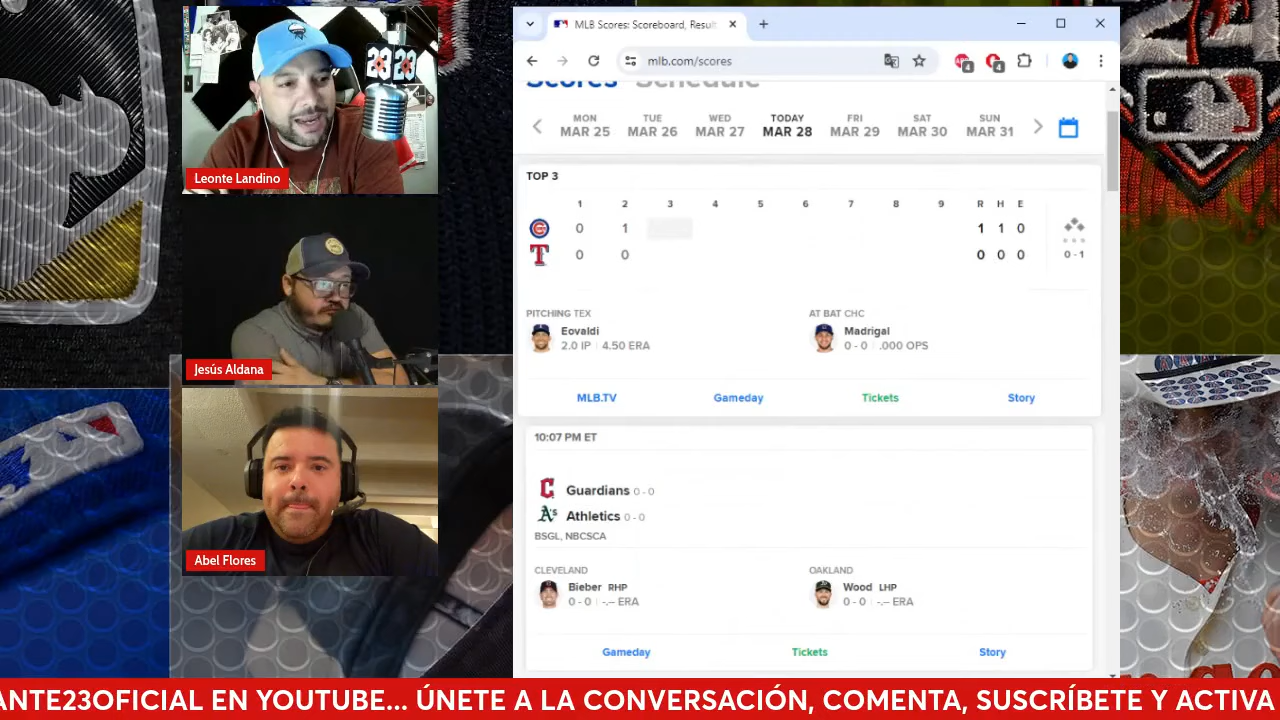 Leonte Landino
Jesús Aldana
Abel Flores
MLB Scores: Scoreboard, Result
mlb.com/scores
4
4
Scores Schedule
MON TUE WED TODAY FRI SAT SUN
MAR 25 MAR 26 MAR 27 MAR 28 MAR 29 MAR 30 MAR 31
TOP 3
1 2 3 4 5 6 7 8 9 R H E
0 1 1 1 0
T 0 0 0 0 0
0 - 1
PITCHING TEX
Eovaldi
2.0 IP | 4.50 ERA
AT BAT CHC
Madrigal
0 - 0 | .000 OPS
MLB.TV Gameday Tickets Story
10:07 PM ET
Guardians 0 - 0
A's Athletics 0 - 0
BSGL, NBCSCA
CLEVELAND
Bieber RHP
0 - 0 | -.-- ERA
OAKLAND
Wood LHP
0 - 0 | -.-- ERA
Gameday Tickets Story
ANTE23OFICIAL EN YOUTUBE... ÚNETE A LA CONVERSACIÓN, COMENTA, SUSCRÍBETE Y ACTIVA
23 23